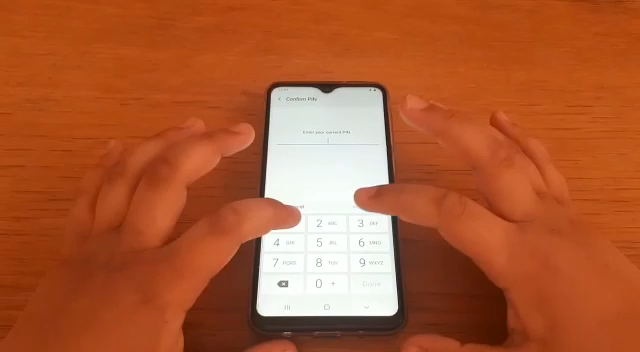 Confirm PIN
Enter your current PIN
2 ABC 3 DEF
4 GHI 5 JKL 6 MNO
7 PQRS 8 TUV 9 WXYZ
0 +
Done